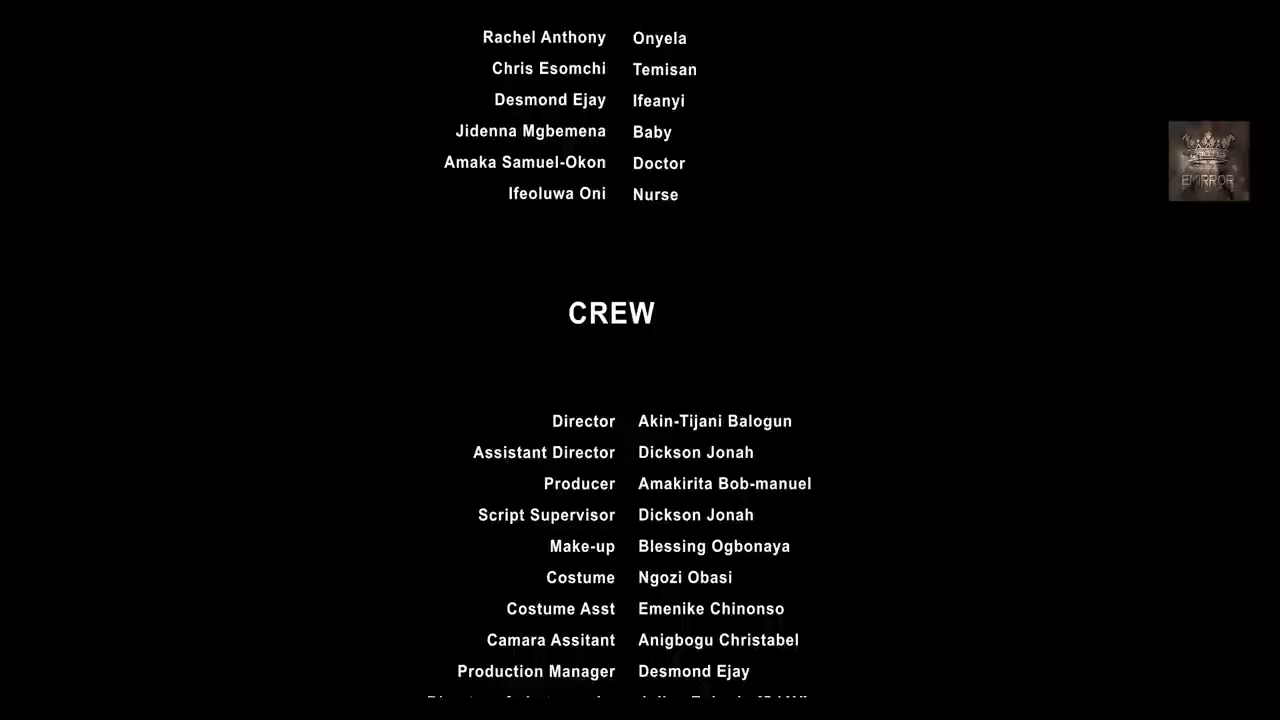 Rachel Anthony Onyela
Chris Esomchi Temisan
Desmond Ejay Ifeanyi
Jidenna Mgbemena Baby
Amaka Samuel-Okon Doctor
Ifeoluwa Oni Nurse
EMIRROR
CREW
Director Akin-Tijani Balogun
Assistant Director Dickson Jonah
Producer Amakirita Bob-manuel
Script Supervisor Dickson Jonah
Make-up Blessing Ogbonaya
Costume Ngozi Obasi
Costume Asst Emenike Chinonso
Camara Assitant Anigbogu Christabel
Production Manager Desmond Ejay